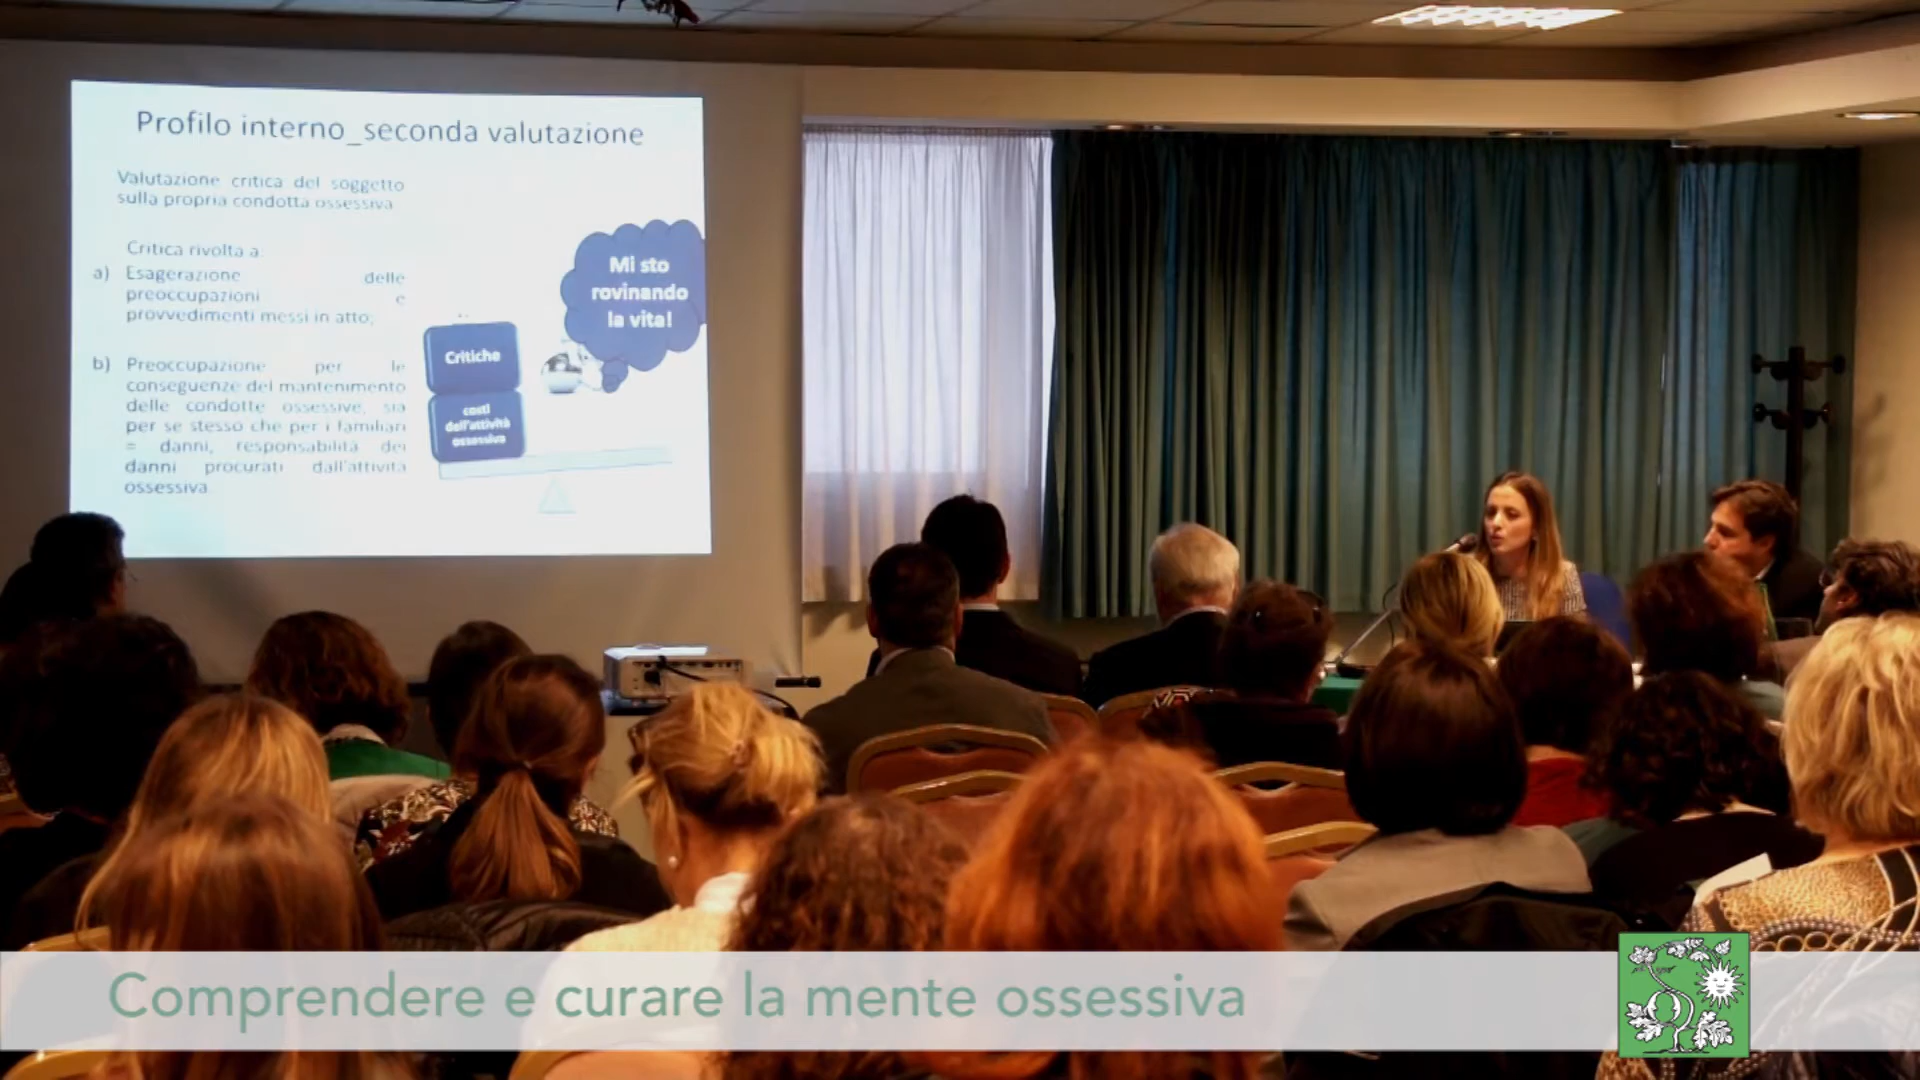 Profilo interno_seconda valutazione
Valutazione critica del soggetto
sulla propria condotta ossessiva
Critica rivolta a:
a) Esagerazione delle
preoccupazioni e
provvedimenti messi in atto;
b) Preoccupazione per le
conseguenze del mantenimento
delle condotte ossessive, sia
per se stesso che per i familiari
= danni, responsabilità dei
danni procurati dall'attività
ossessiva
Mi sto
rovinando
la vita!
Critiche
costi
dell'attività
ossessiva
Comprendere e curare la mente ossessiva